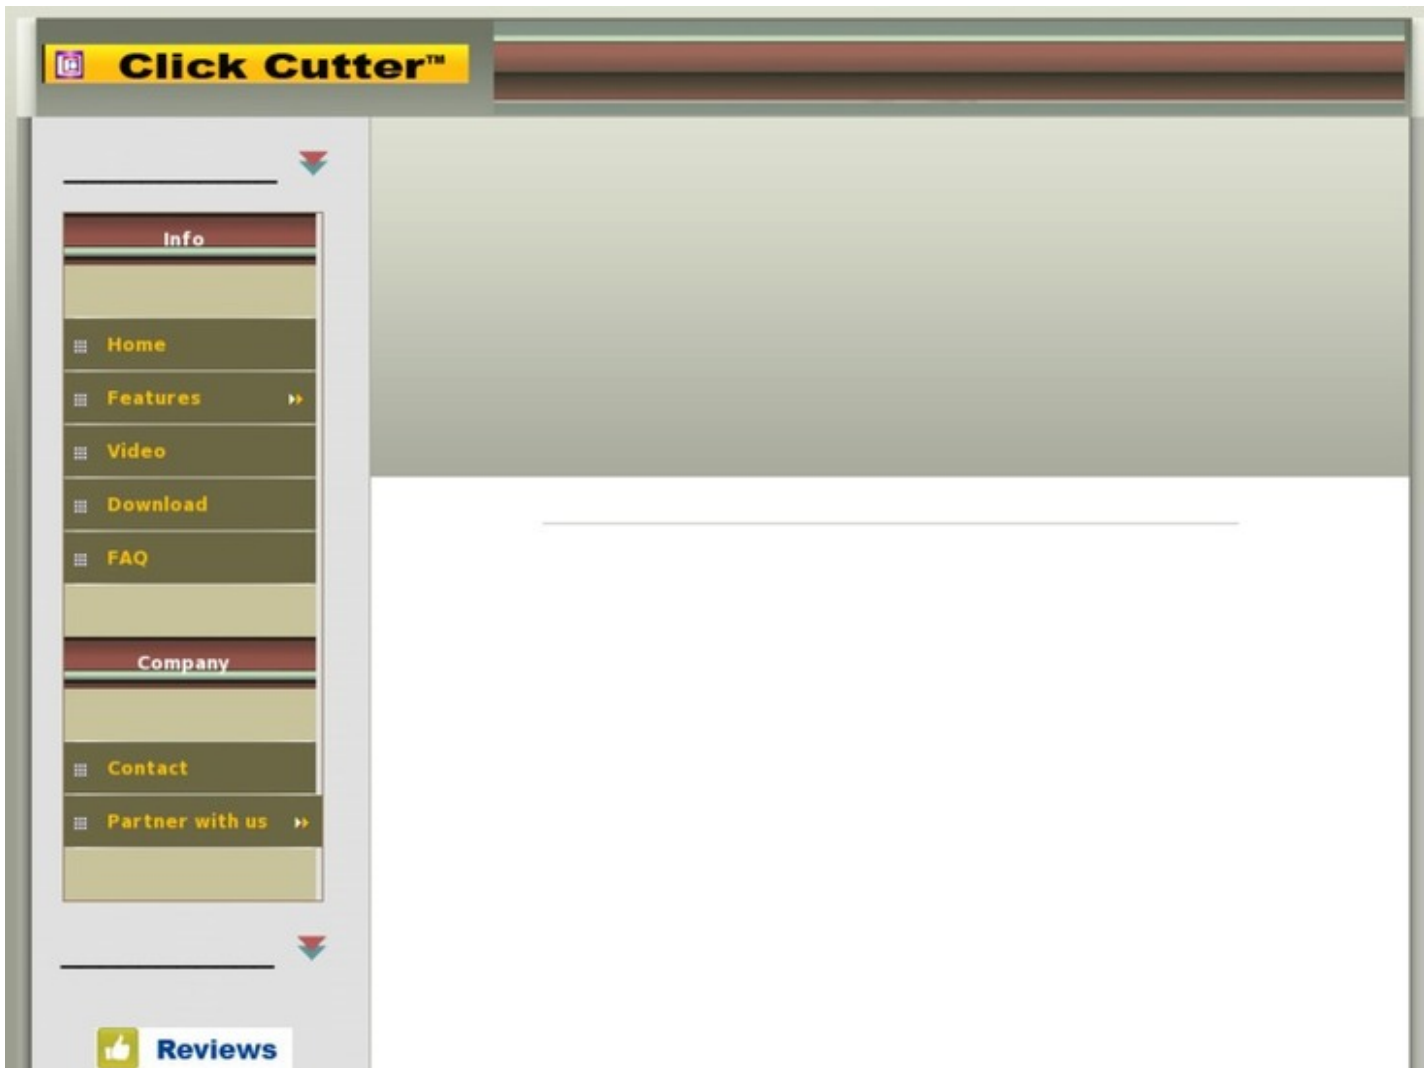 Click Cutter™
Info
Home
Features
Video
Download
FAQ
Company
Contact
Partner with us
Reviews